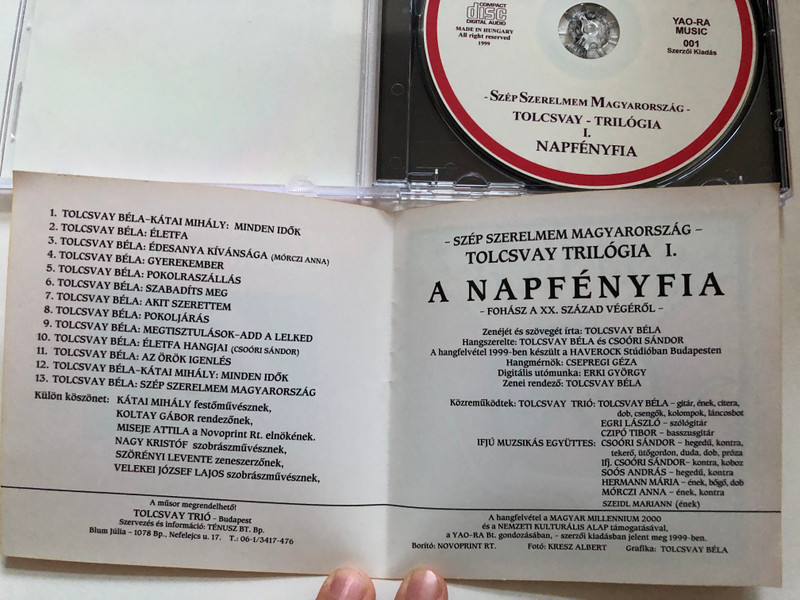 COMPACT
disc
DIGITAL AUDIO
MADE IN HUNGARY
All right reserved
1999
YAO-RA
MUSIC
001
Szerzői Kiadás
- SZÉP SZERELMEM MAGYARORSZÁG -
TOLCSVAY - TRILÓGIA
I.
NAPFÉNYFIA
1. TOLCSVAY BÉLA–KÁTAI MIHÁLY: MINDEN IDŐK
2. TOLCSVAY BÉLA: ÉLETFA
3. TOLCSVAY BÉLA: ÉDESANYA KÍVÁNSÁGA (MÓRCZI ANNA)
4. TOLCSVAY BÉLA: GYEREKEMBER
5. TOLCSVAY BÉLA: POKOLRASZÁLLÁS
6. TOLCSVAY BÉLA: SZABADÍTS MEG
7. TOLCSVAY BÉLA: AKIT SZERETTEM
8. TOLCSVAY BÉLA: POKOLJÁRÁS
9. TOLCSVAY BÉLA: MEGTISZTULÁSOK–ADD A LELKED
10. TOLCSVAY BÉLA: ÉLETFA HANGJAI (CSOÓRI SÁNDOR)
11. TOLCSVAY BÉLA: AZ ÖRÖK IGENLÉS
12. TOLCSVAY BÉLA–KÁTAI MIHÁLY: MINDEN IDŐK
13. TOLCSVAY BÉLA: SZÉP SZERELMEM MAGYARORSZÁG
Külön köszönet: KÁTAI MIHÁLY festőművésznek,
KOLTAY GÁBOR rendezőnek,
MISEJE ATTILA a Novoprint Rt. elnökének.
NAGY KRISTÓF szobrászművésznek,
SZÖRÉNYI LEVENTE zeneszerzőnek,
VELEKEI JÓZSEF LAJOS szobrászművésznek,
A műsor megrendelhető!
TOLCSVAY TRIÓ - Budapest
Szervezés és információ: TÉNUSZ BT. Bp.
Blum Júlia – 1078 Bp., Nefelejcs u. 17. T.: 06-1/3417-476
– SZÉP SZERELMEM MAGYARORSZÁG –
TOLCSVAY TRILÓGIA I.
A NAPFÉNYFIA
– FOHÁSZ A XX. SZÁZAD VÉGÉRŐL –
Zenéjét és szövegét írta: TOLCSVAY BÉLA
Hangszerelte: TOLCSVAY BÉLA és CSOÓRI SÁNDOR
A hangfelvétel 1999-ben készült a HAVEROCK Stúdióban Budapesten
Hangmérnök: CSEPREGI GÉZA
Digitális utómunka: ERKI GYÖRGY
Zenei rendező: TOLCSVAY BÉLA
Közreműködtek: TOLCSVAY TRIÓ: TOLCSVAY BÉLA – gitár, ének, citera,
dob, csengők, kolompok, láncosbot
EGRI LÁSZLÓ – szólógitár
CZIPÓ TIBOR – basszusgitár
IFJÚ MUZSIKÁS EGYÜTTES: CSOÓRI SÁNDOR – hegedű, kontra,
tekerő, ütőgordon, duda, dob, próza
Ifj. CSOÓRI SÁNDOR– kontra, koboz
SOÓS ANDRÁS – hegedű, kontra
HERMANN MÁRIA – ének, bőgő, dob
MÓRCZI ANNA – ének, kontra
SZEIDL MARIANN (ének)
A hangfelvétel a MAGYAR MILLENNIUM 2000
és a NEMZETI KULTURÁLIS ALAP támogatásával,
a YAO-RA Bt. gondozásában, - szerzői kiadásban jelent meg 1999-ben.
Borító: NOVOPRINT RT. Fotó: KRESZ ALBERT Grafika: TOLCSVAY BÉLA